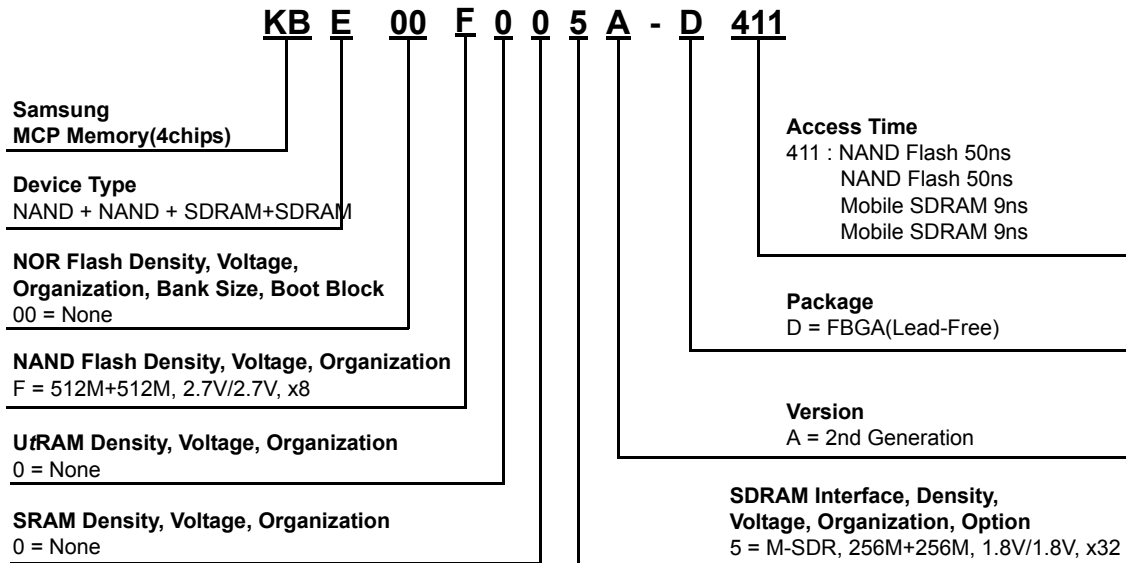 KB E 00 F 0 0 5 A - D 411
Samsung
MCP Memory(4chips)
Device Type
NAND + NAND + SDRAM+SDRAM
NOR Flash Density, Voltage,
Organization, Bank Size, Boot Block
00 = None
NAND Flash Density, Voltage, Organization
F = 512M+512M, 2.7V/2.7V, x8
UtRAM Density, Voltage, Organization
0 = None
SRAM Density, Voltage, Organization
0 = None
Access Time
411 : NAND Flash 50ns
NAND Flash 50ns
Mobile SDRAM 9ns
Mobile SDRAM 9ns
Package
D = FBGA(Lead-Free)
Version
A = 2nd Generation
SDRAM Interface, Density,
Voltage, Organization, Option
5 = M-SDR, 256M+256M, 1.8V/1.8V, x32